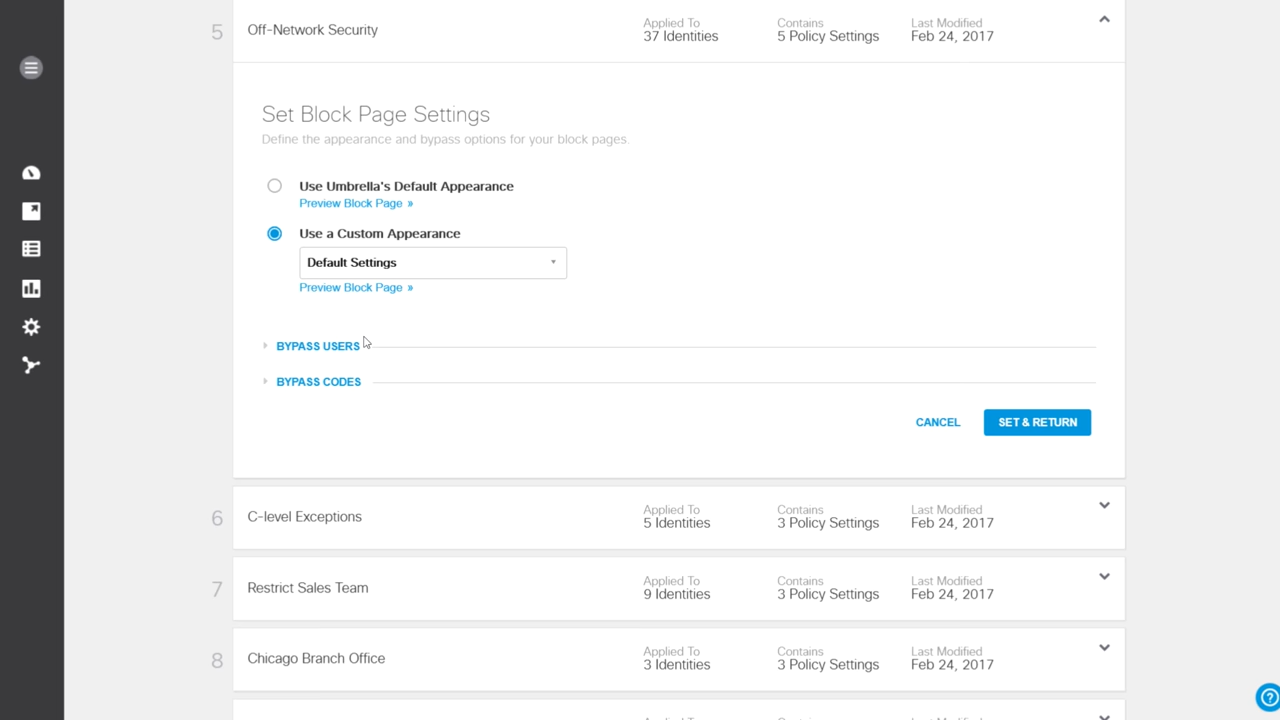 5
Off-Network Security
Applied To
37 Identities
Contains
5 Policy Settings
Last Modified
Feb 24, 2017
Set Block Page Settings
Define the appearance and bypass options for your block pages.
Use Umbrella's Default Appearance
Preview Block Page »
Use a Custom Appearance
Default Settings
Preview Block Page »
BYPASS USERS
BYPASS CODES
CANCEL
SET & RETURN
6
C-level Exceptions
Applied To
5 Identities
Contains
3 Policy Settings
Last Modified
Feb 24, 2017
7
Restrict Sales Team
Applied To
9 Identities
Contains
3 Policy Settings
Last Modified
Feb 24, 2017
8
Chicago Branch Office
Applied To
3 Identities
Contains
3 Policy Settings
Last Modified
Feb 24, 2017
?